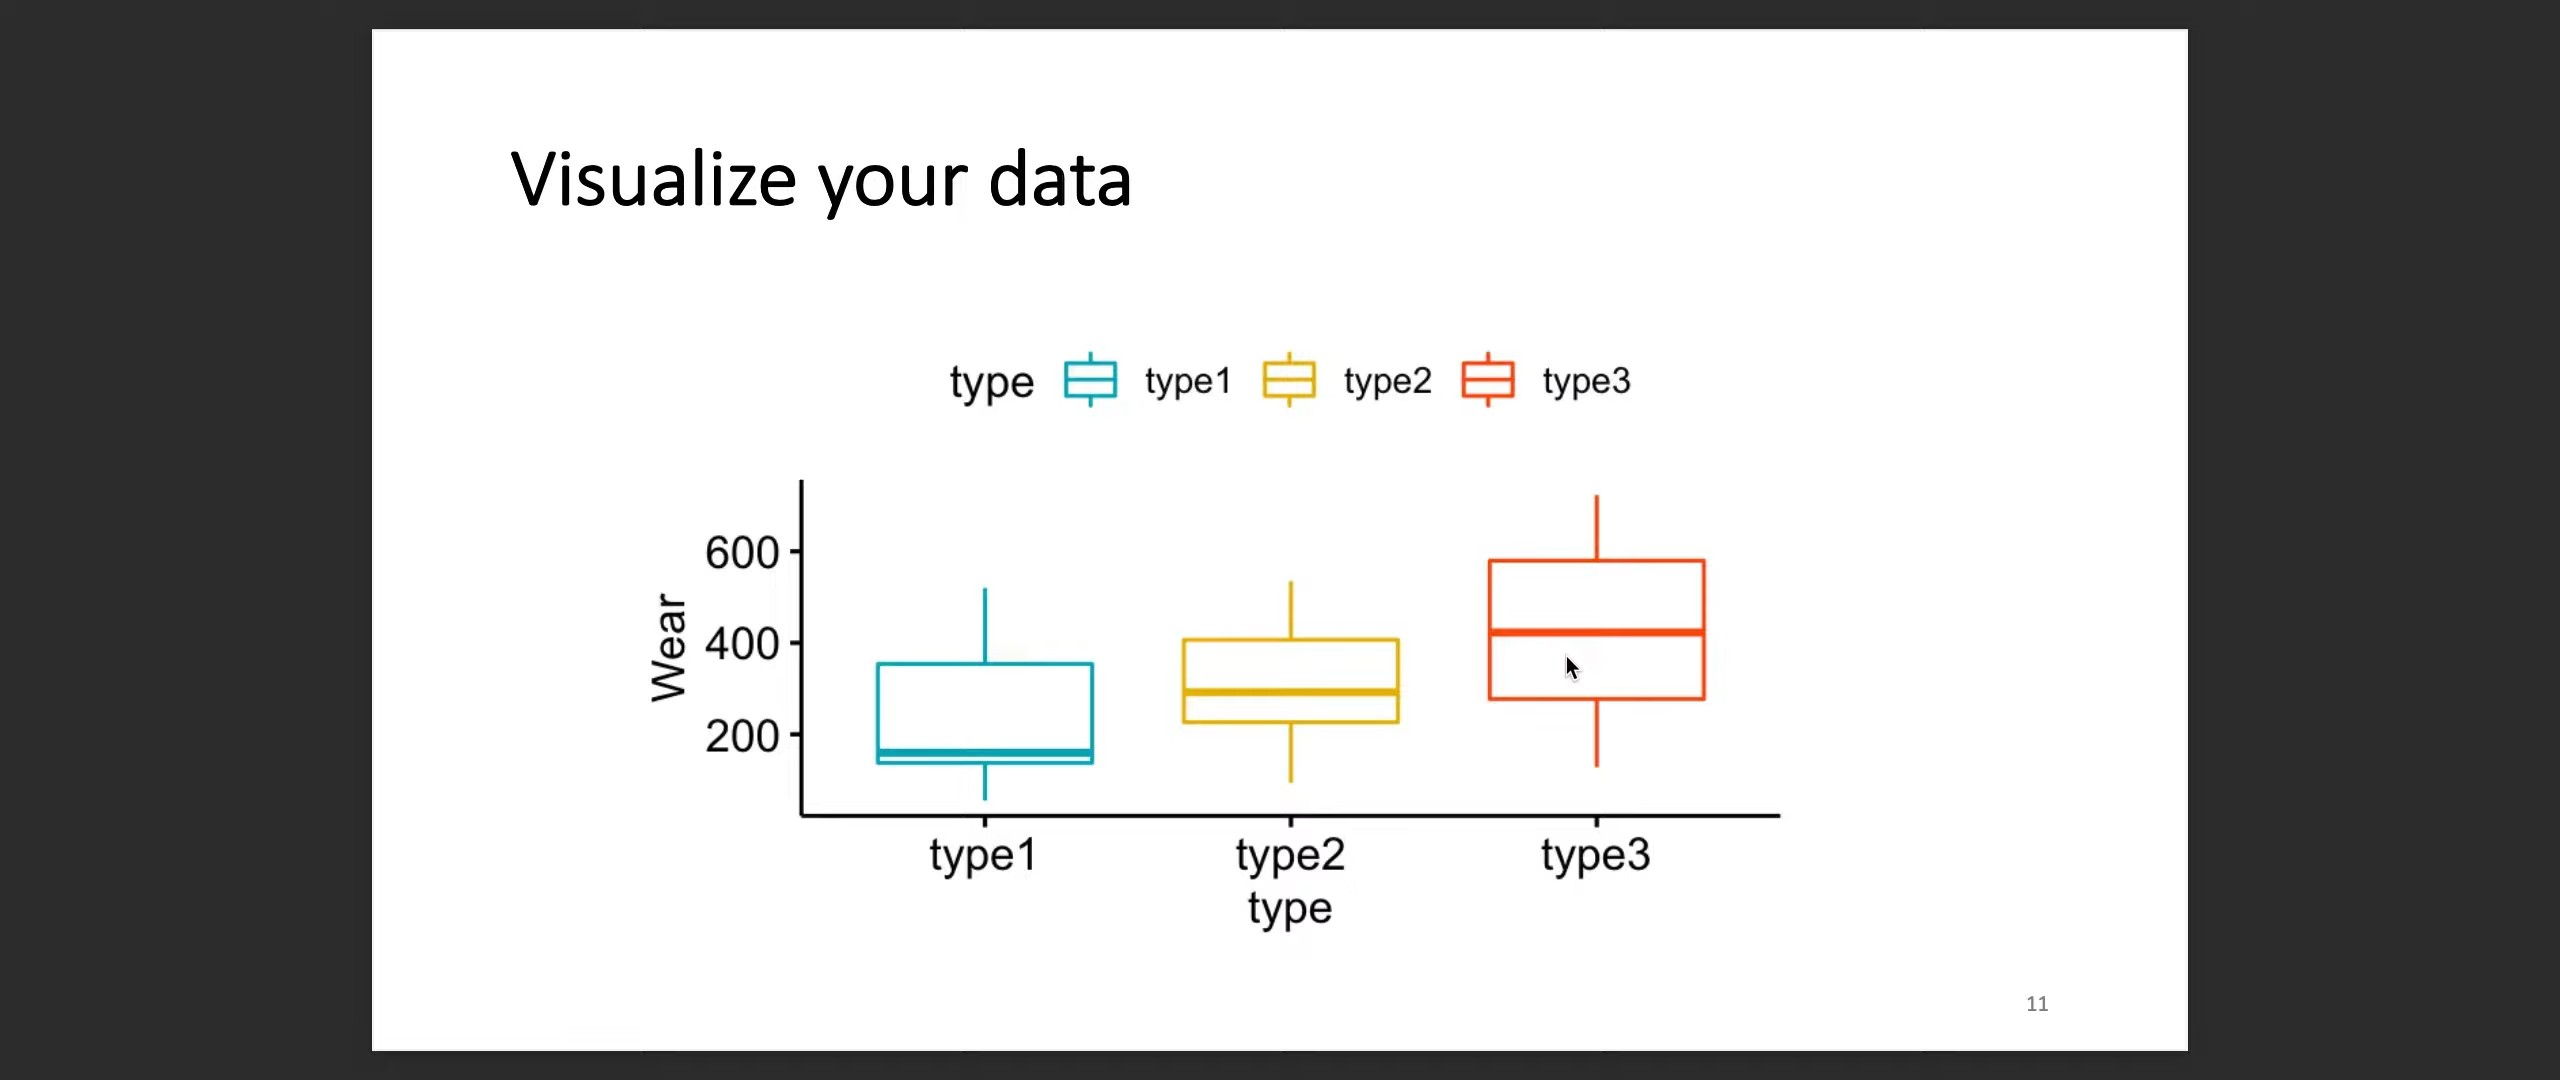 Visualize your data
type type1 type2 type3
600
400
200
Wear
type1 type2 type3
type
11